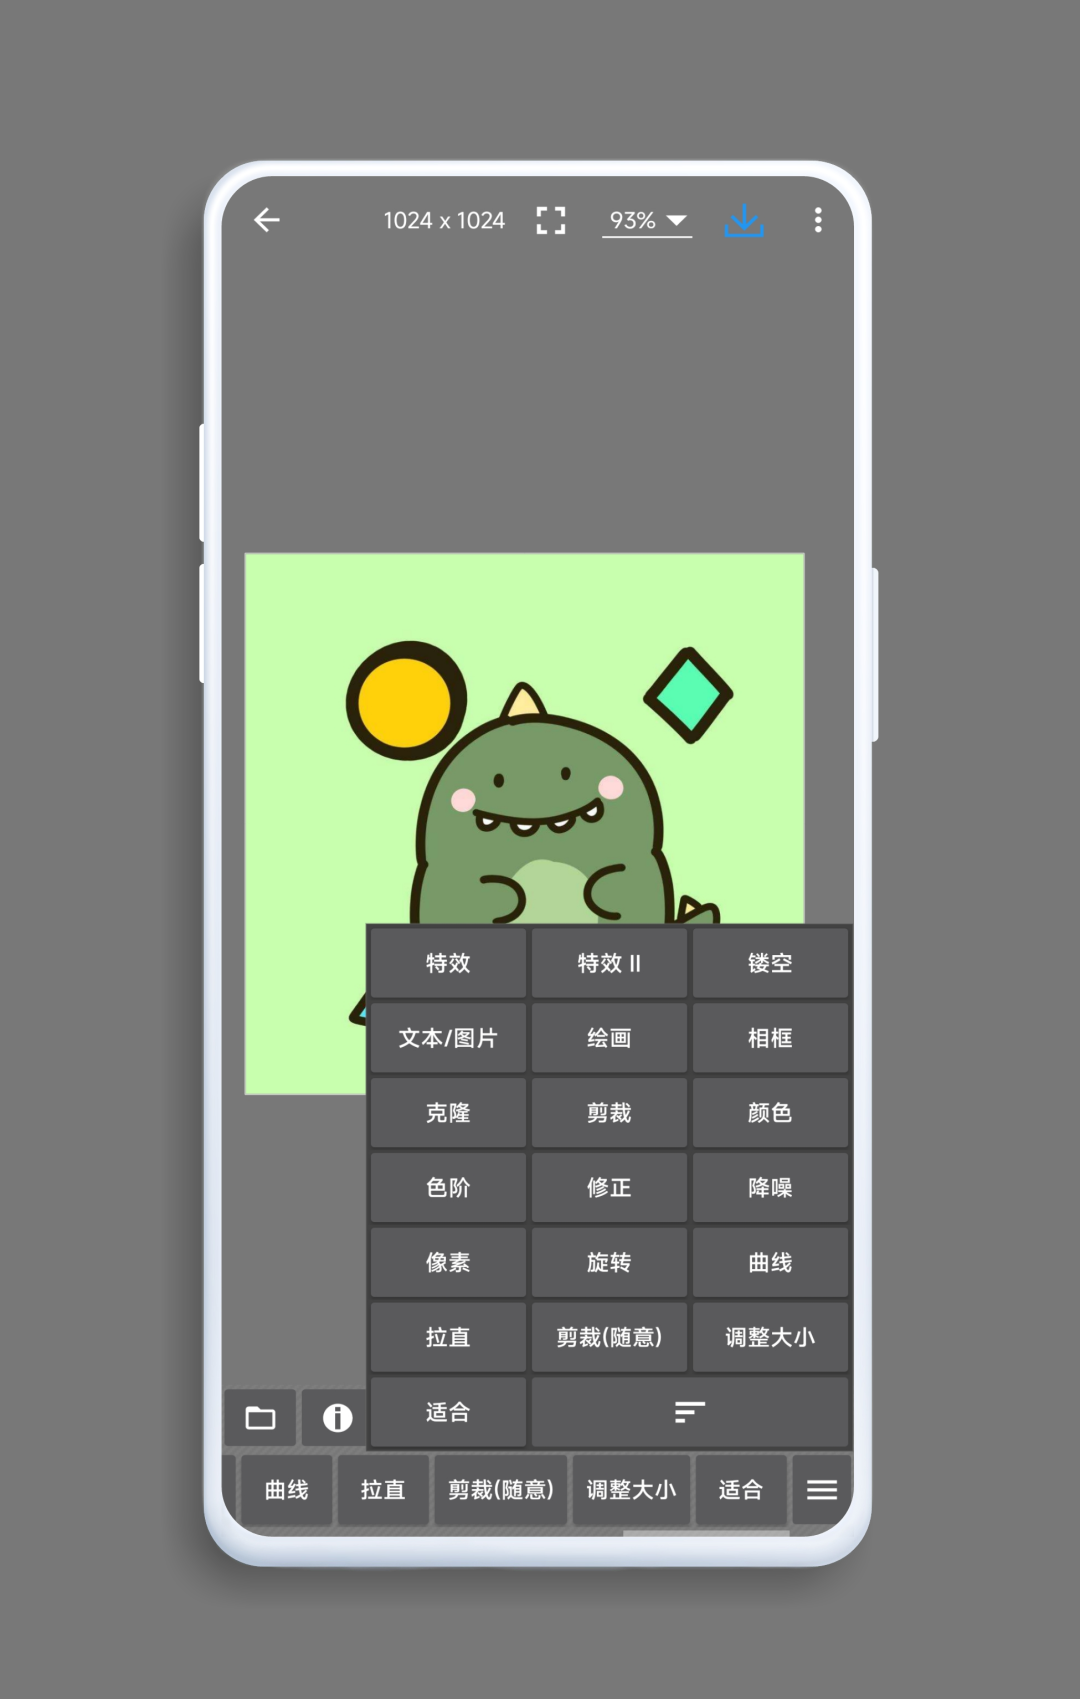 1024 x 1024 93%
特效 特效 II 镂空
文本/图片 绘画 相框
克隆 剪裁 颜色
色阶 修正 降噪
像素 旋转 曲线
拉直 剪裁(随意) 调整大小
适合
曲线 拉直 剪裁(随意) 调整大小 适合